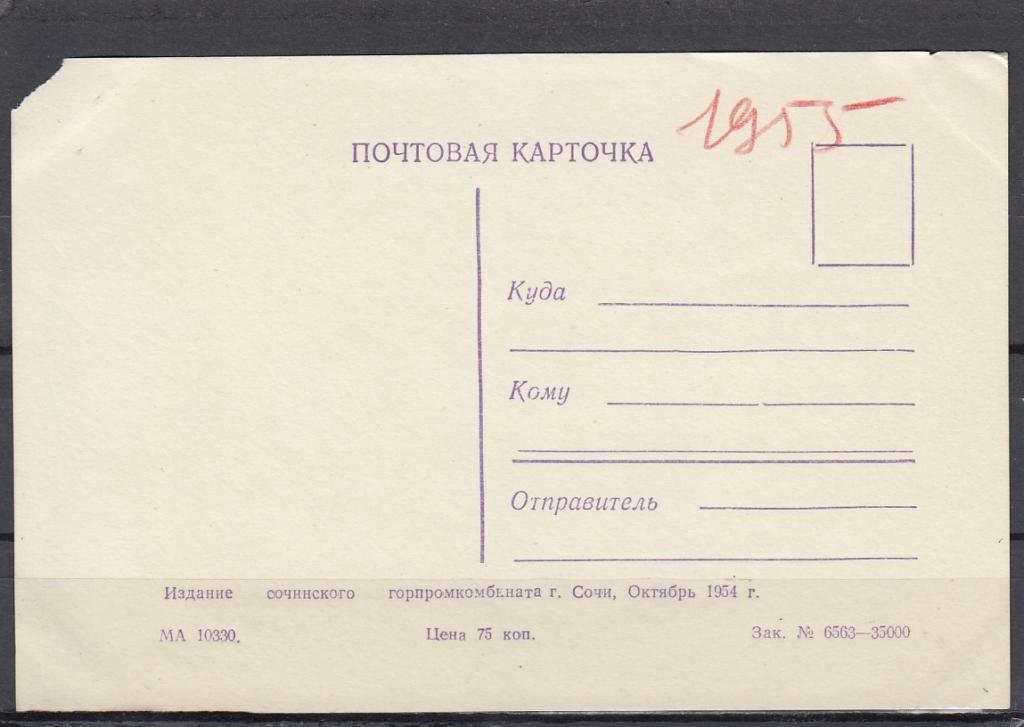 1955
ПОЧТОВАЯ КАРТОЧКА
Куда
Кому
Отправитель
Издание сочинского горпромкомбената г. Сочи, Октябрь 1954 г.
МА 10330. Цена 75 коп. Зак. № 6563—35000